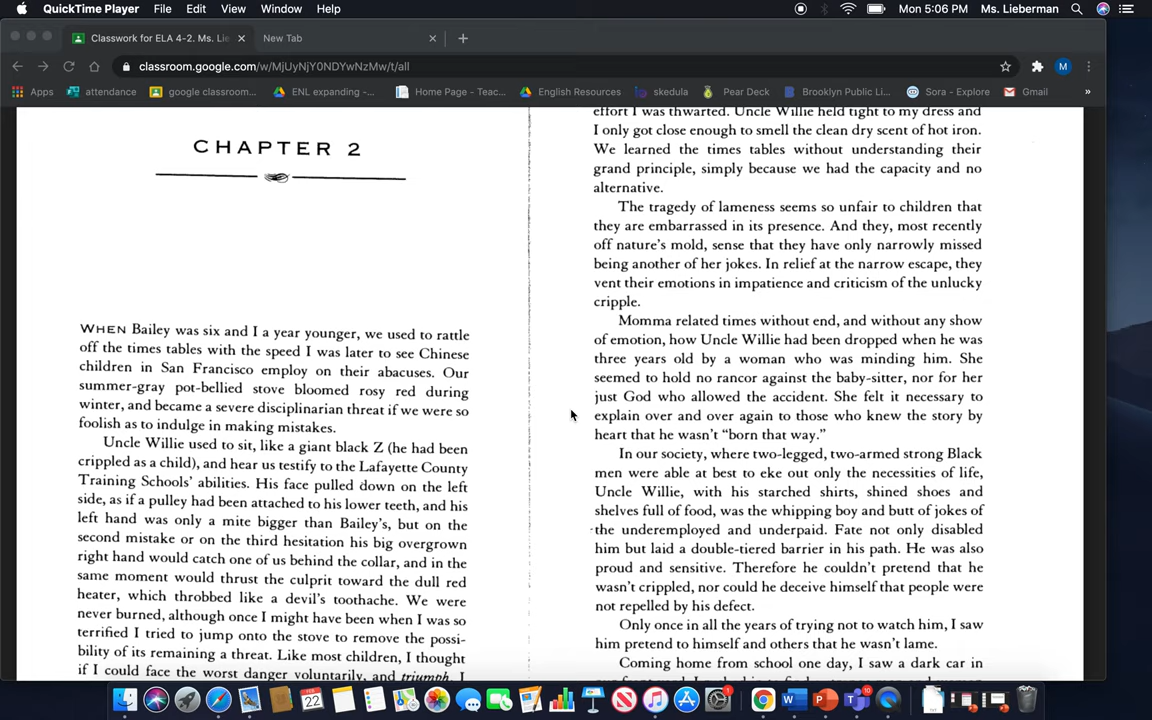 QuickTime Player File Edit View Window Help Mon 5:06 PM Ms. Lieberman
Classwork for ELA 4-2. Ms. Lie New Tab
classroom.google.com/w/MjUyNjY0NDYwNzMw/t/all M
Apps attendance google classroom... ENL expanding -... Home Page - Teac... English Resources skedula Pear Deck Brooklyn Public Li... Sora - Explore Gmail »
CHAPTER 2
WHEN Bailey was six and I a year younger, we used to rattle
off the times tables with the speed I was later to see Chinese
children in San Francisco employ on their abacuses. Our
summer-gray pot-bellied stove bloomed rosy red during
winter, and became a severe disciplinarian threat if we were so
foolish as to indulge in making mistakes.
Uncle Willie used to sit, like a giant black Z (he had been
crippled as a child), and hear us testify to the Lafayette County
Training Schools' abilities. His face pulled down on the left
side, as if a pulley had been attached to his lower teeth, and his
left hand was only a mite bigger than Bailey's, but on the
second mistake or on the third hesitation his big overgrown
right hand would catch one of us behind the collar, and in the
same moment would thrust the culprit toward the dull red
heater, which throbbed like a devil's toothache. We were
never burned, although once I might have been when I was so
terrified I tried to jump onto the stove to remove the possi-
bility of its remaining a threat. Like most children, I thought
if I could face the worst danger voluntarily, and triumph, I
effort I was thwarted. Uncle Willie held tight to my dress and
I only got close enough to smell the clean dry scent of hot iron.
We learned the times tables without understanding their
grand principle, simply because we had the capacity and no
alternative.
The tragedy of lameness seems so unfair to children that
they are embarrassed in its presence. And they, most recently
off nature's mold, sense that they have only narrowly missed
being another of her jokes. In relief at the narrow escape, they
vent their emotions in impatience and criticism of the unlucky
cripple.
Momma related times without end, and without any show
of emotion, how Uncle Willie had been dropped when he was
three years old by a woman who was minding him. She
seemed to hold no rancor against the baby-sitter, nor for her
just God who allowed the accident. She felt it necessary to
explain over and over again to those who knew the story by
heart that he wasn't "born that way."
In our society, where two-legged, two-armed strong Black
men were able at best to eke out only the necessities of life,
Uncle Willie, with his starched shirts, shined shoes and
shelves full of food, was the whipping boy and butt of jokes of
the underemployed and underpaid. Fate not only disabled
him but laid a double-tiered barrier in his path. He was also
proud and sensitive. Therefore he couldn't pretend that he
wasn't crippled, nor could he deceive himself that people were
not repelled by his defect.
Only once in all the years of trying not to watch him, I saw
him pretend to himself and others that he wasn't lame.
Coming home from school one day, I saw a dark car in
FEB
22
1
10